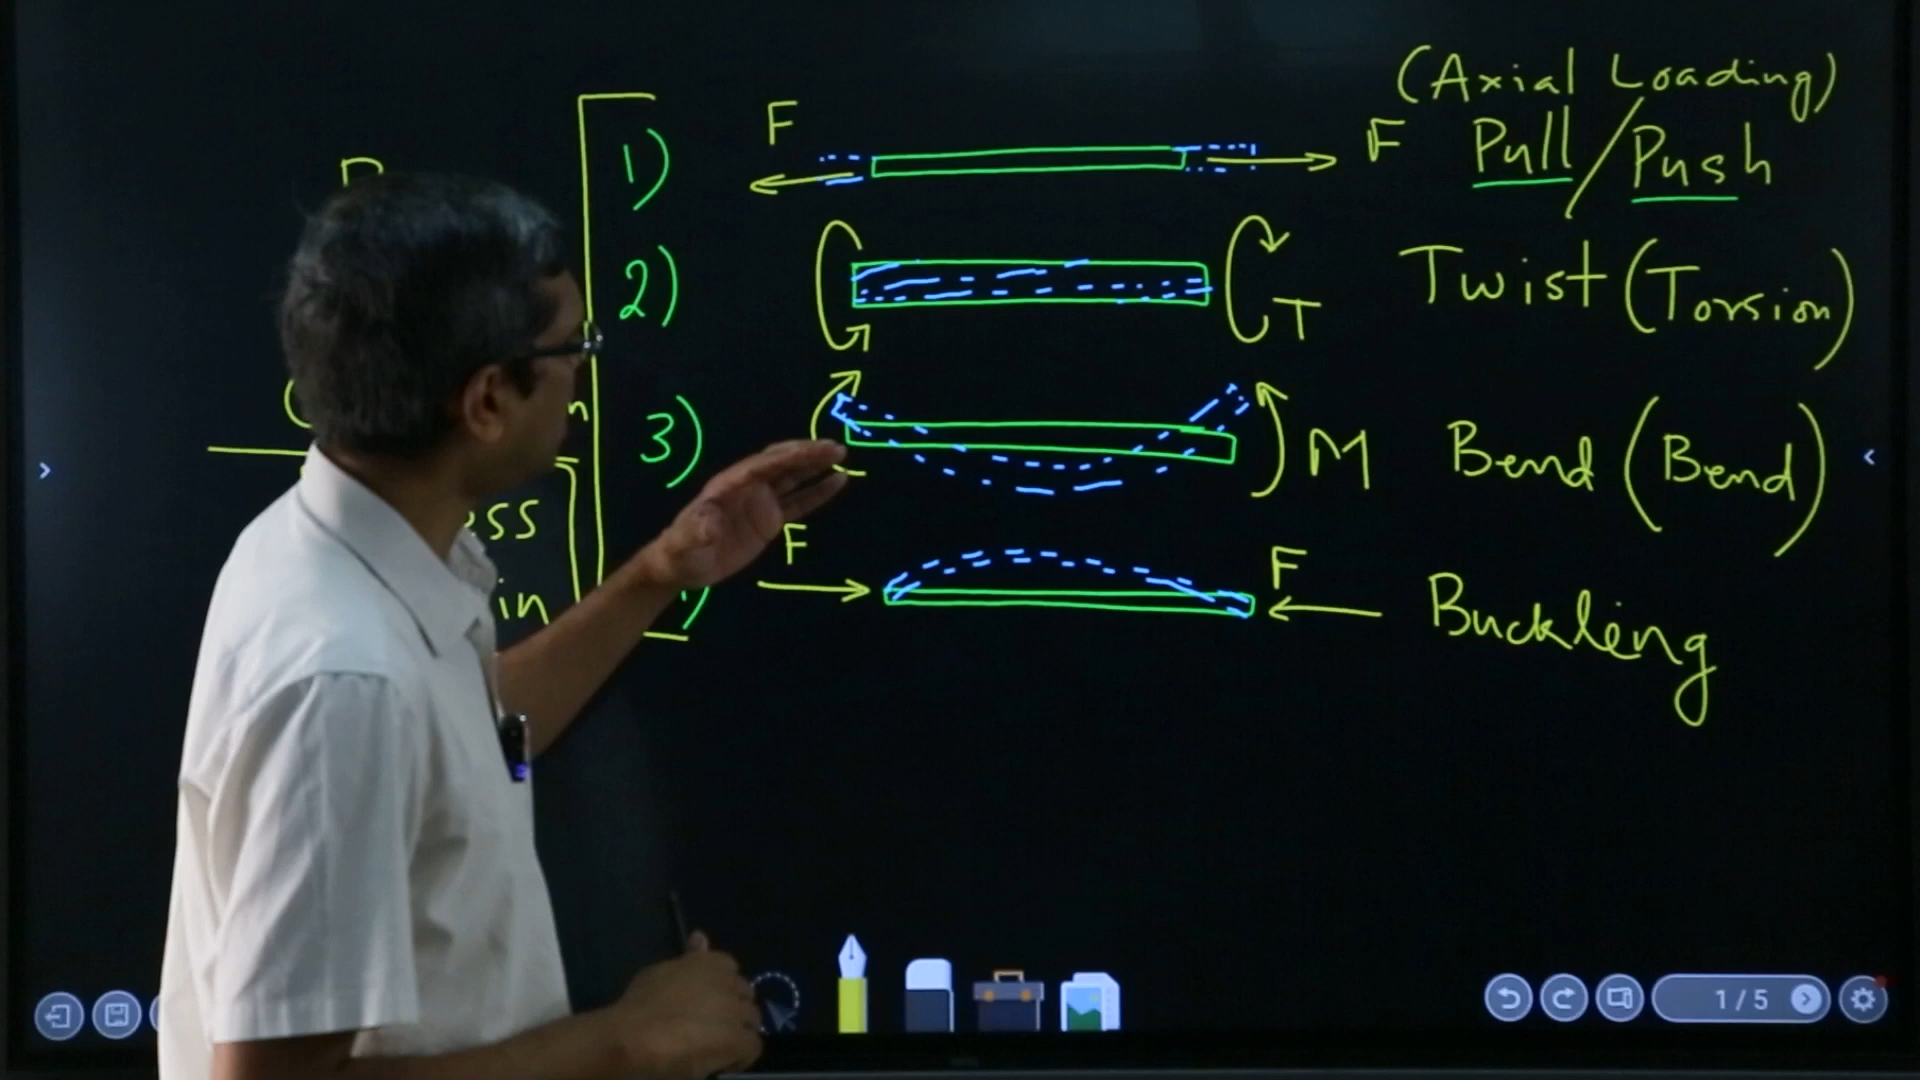 (Axial Loading)
1) F F Pull/Push
2) T Twist (Torsion)
3) M Bend (Bend)
F F Buckling
1 / 5